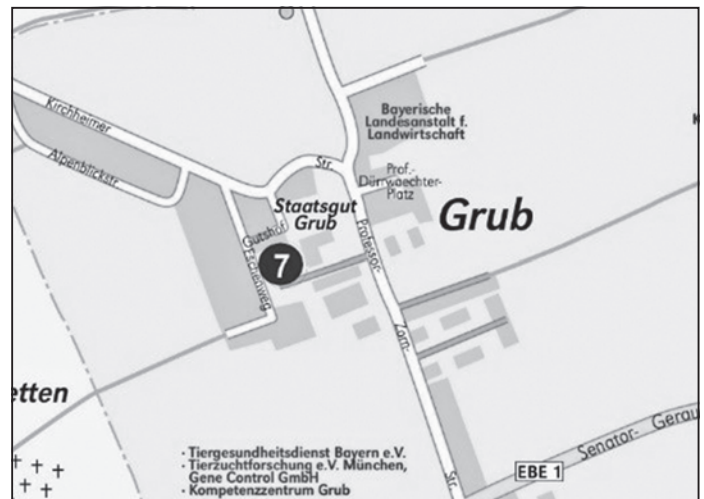 Kirchheimer
Str.
Alpenblickstr.
Bayerische
Landesanstalt f.
Landwirtschaft
Prof.-
Dürrwaechter-
Platz
Staatsgut
Grub
Grub
Gutshof
Eschenweg
7
Professor-
Zorn-
Str.
etten
EBE 1
Senator- Gerau
· Tiergesundheitsdienst Bayern e.V.
· Tierzuchtforschung e.V. München,
Gene Control GmbH
· Kompetenzzentrum Grub